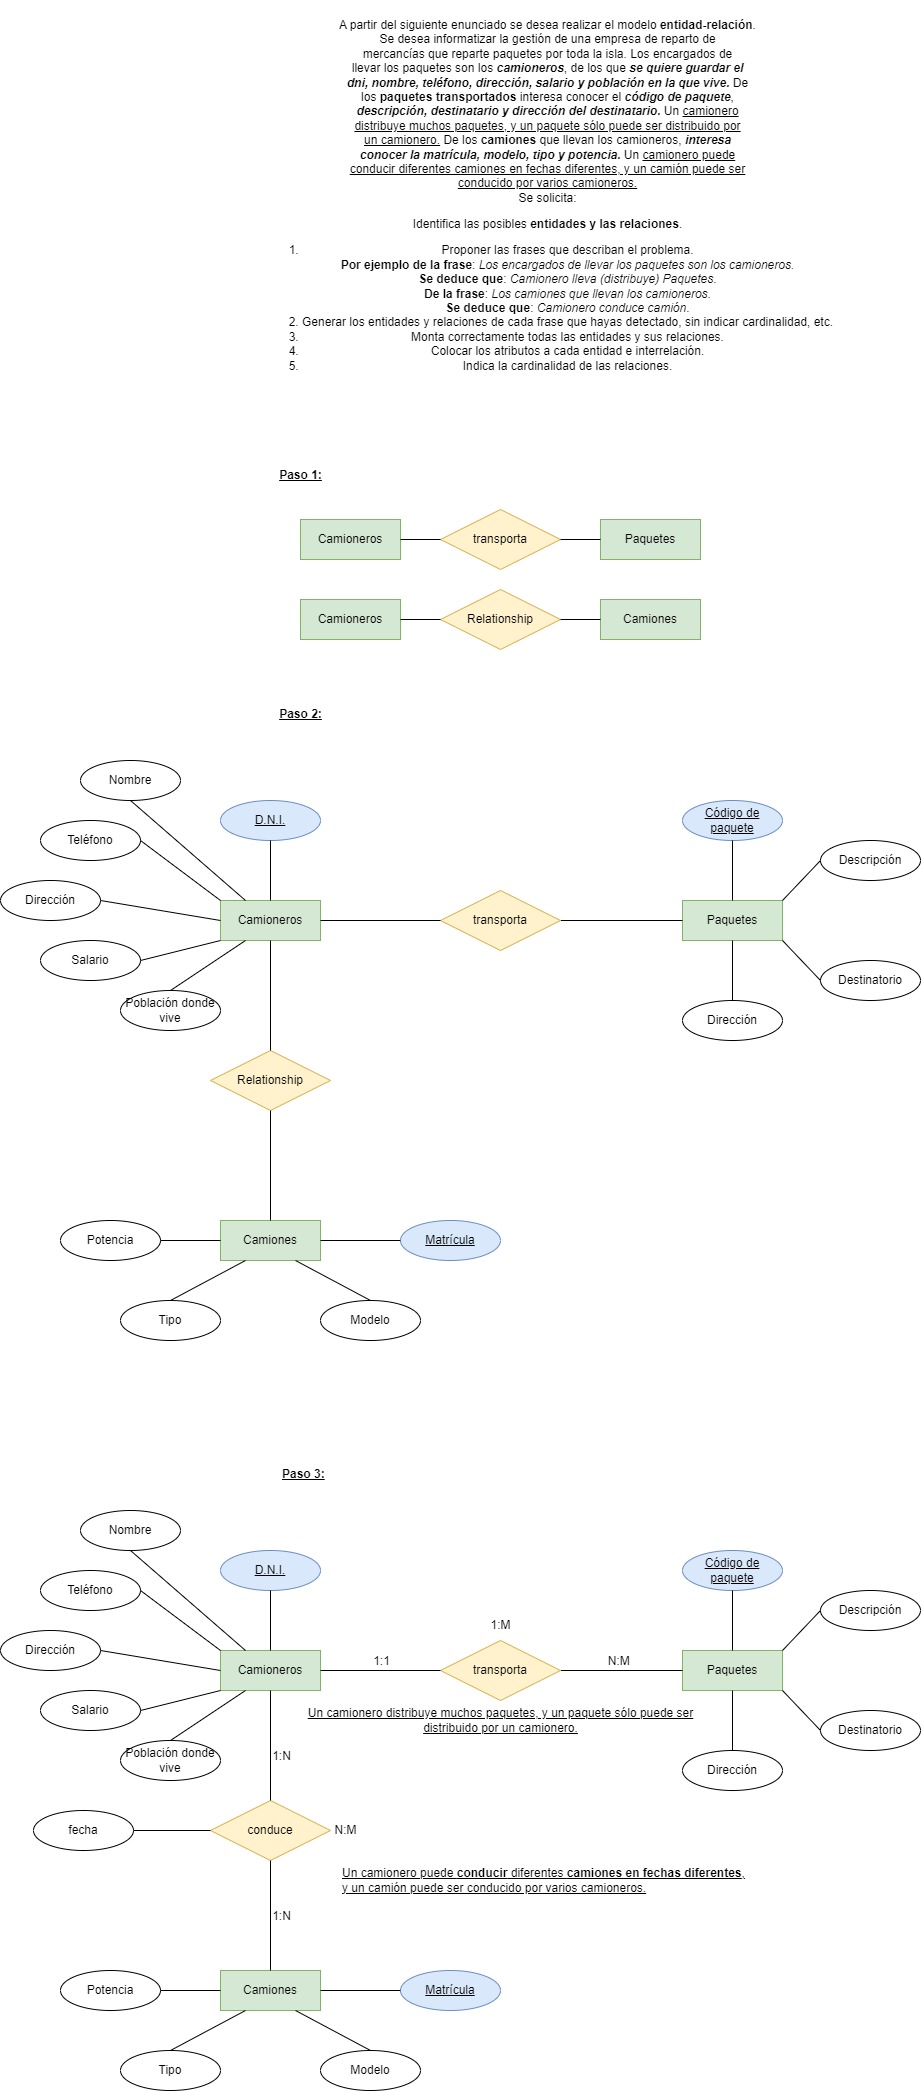 A partir del siguiente enunciado se desea realizar el modelo entidad-relación.
Se desea informatizar la gestión de una empresa de reparto de
mercancías que reparte paquetes por toda la isla. Los encargados de
llevar los paquetes son los camioneros, de los que se quiere guardar el
dni, nombre, teléfono, dirección, salario y población en la que vive. De
los paquetes transportados interesa conocer el código de paquete,
descripción, destinatario y dirección del destinatario. Un camionero
distribuye muchos paquetes, y un paquete sólo puede ser distribuido por
un camionero. De los camiones que llevan los camioneros, interesa
conocer la matrícula, modelo, tipo y potencia. Un camionero puede
conducir diferentes camiones en fechas diferentes, y un camión puede ser
conducido por varios camioneros.
Se solicita:
Identifica las posibles entidades y las relaciones.
1. Proponer las frases que describan el problema.
Por ejemplo de la frase: Los encargados de llevar los paquetes son los camioneros.
Se deduce que: Camionero lleva (distribuye) Paquetes.
De la frase: Los camiones que llevan los camioneros.
Se deduce que: Camionero conduce camión.
2. Generar los entidades y relaciones de cada frase que hayas detectado, sin indicar cardinalidad, etc.
3. Monta correctamente todas las entidades y sus relaciones.
4. Colocar los atributos a cada entidad e interrelación.
5. Indica la cardinalidad de las relaciones.
Paso 1:
Camioneros transporta Paquetes
Camioneros Relationship Camiones
Paso 2:
Nombre
D.N.I.
Código de
paquete
Teléfono
Descripción
Dirección
Camioneros transporta Paquetes
Salario
Destinatorio
Población donde
vive
Dirección
Relationship
Potencia Camiones Matrícula
Tipo Modelo
Paso 3:
Nombre
D.N.I.
Código de
paquete
Teléfono
Descripción
1:M
Dirección
1:1 N:M
Camioneros transporta Paquetes
Salario
Un camionero distribuye muchos paquetes, y un paquete sólo puede ser
distribuido por un camionero.
Destinatorio
Población donde
vive
1:N
Dirección
fecha conduce N:M
Un camionero puede conducir diferentes camiones en fechas diferentes,
y un camión puede ser conducido por varios camioneros.
1:N
Potencia Camiones Matrícula
Tipo Modelo